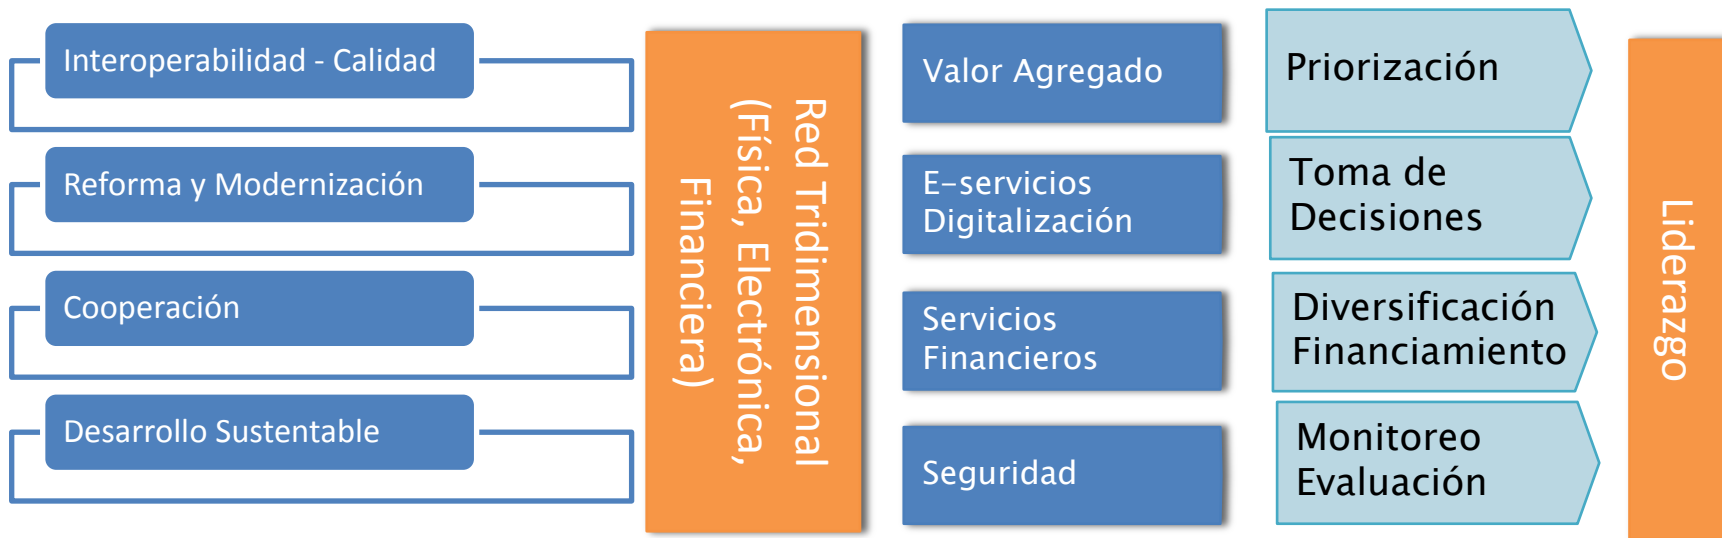 Interoperabilidad - Calidad
Reforma y Modernización
Cooperación
Desarrollo Sustentable
Red Tridimensional
(Física, Electrónica,
Financiera)
Valor Agregado
E-servicios
Digitalización
Servicios
Financieros
Seguridad
Priorización
Toma de
Decisiones
Diversificación
Financiamiento
Monitoreo
Evaluación
Liderazgo